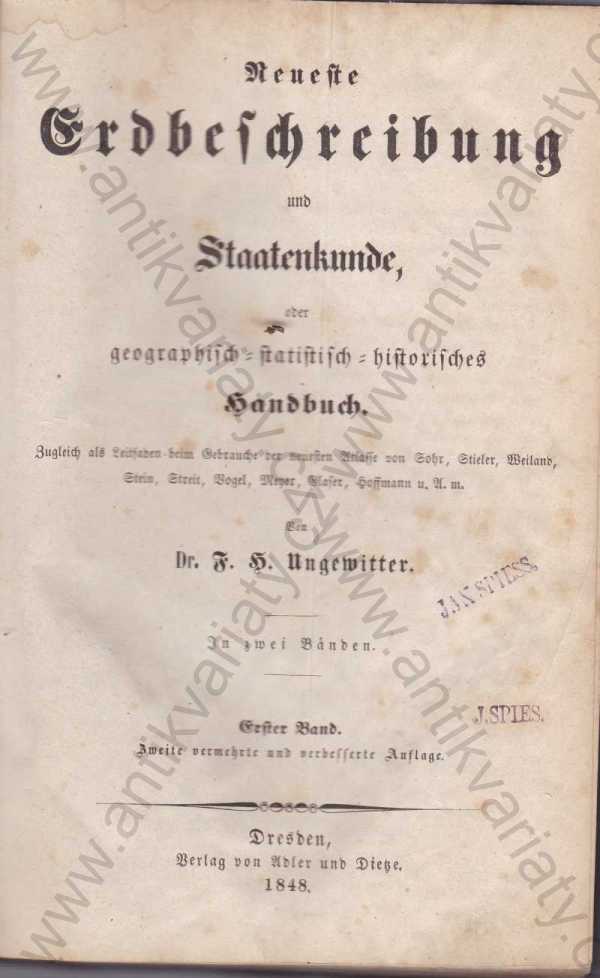 Neueste
Erdbeschreibung
und
Staatenkunde,
oder
geographisch-statistisch-historisches
Handbuch.
Zugleich als Leitfaden beim Gebrauche der neuesten Atlasse von Sohr, Stieler, Weiland,
Stein, Streit, Vogel, Meyer, Glaser, Hoffmann u. A. m.
Von
Dr. F. H. Ungewitter.
JAN SPIESS.
In zwei Bänden.
J. SPIES.
Erster Band.
Zweite vermehrte und verbesserte Auflage.
Dresden,
Verlag von Adler und Dietze.
1848.
www.antikvariaty.cz
www.antikvariaty.cz
www.antikvariaty.cz
www.antikvariaty.cz